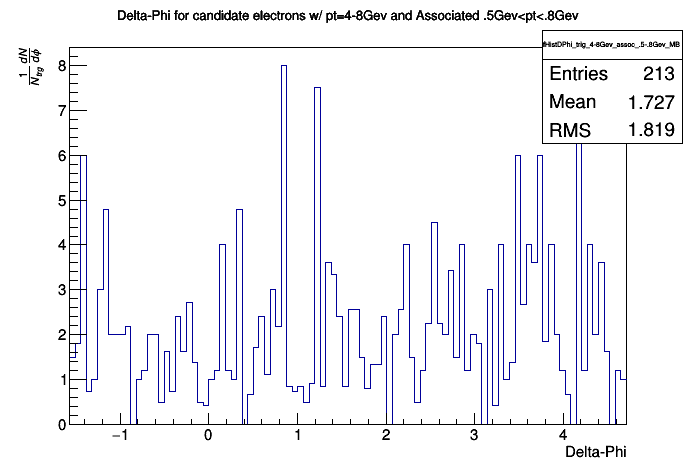 Delta-Phi for candidate electrons w/ pt=4-8Gev and Associated .5Gev<pt<.8Gev
fHistDPhi_trig_4-8Gev_assoc_.5-.8Gev_MB
Entries 213
Mean 1.727
RMS 1.819
1 dN
N_trg dφ
8
7
6
5
4
3
2
1
0
−1 0 1 2 3 4
Delta-Phi